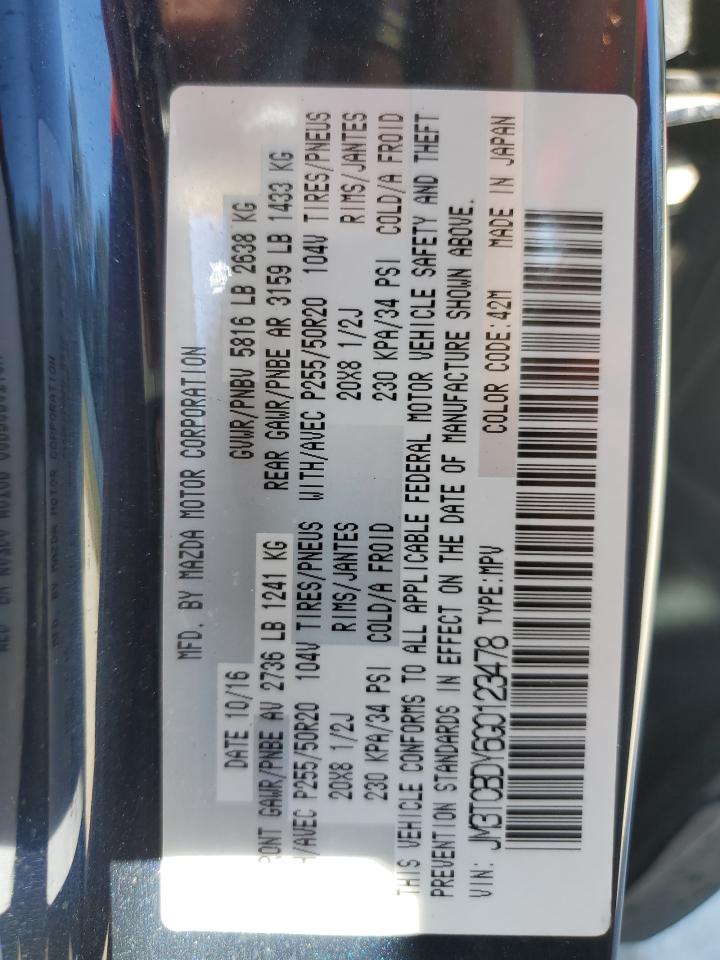 MFD. BY MAZDA MOTOR CORPORATION
DATE 10/16 GVWR/PNBV 5816 LB 2638 KG
RONT GAWR/PNBE AV 2736 LB 1241 KG REAR GAWR/PNBE AR 3159 LB 1433 KG
H/AVEC P255/50R20 104V TIRES/PNEUS WITH/AVEC P255/50R20 104V TIRES/PNEUS
20X8 1/2J RIMS/JANTES 20X8 1/2J RIMS/JANTES
230 KPA/34 PSI COLD/A FROID 230 KPA/34 PSI COLD/A FROID
THIS VEHICLE CONFORMS TO ALL APPLICABLE FEDERAL MOTOR VEHICLE SAFETY AND THEFT
PREVENTION STANDARDS IN EFFECT ON THE DATE OF MANUFACTURE SHOWN ABOVE.
VIN: JM3TCBDY6G0123478 TYPE:MPV COLOR CODE:42M MADE IN JAPAN